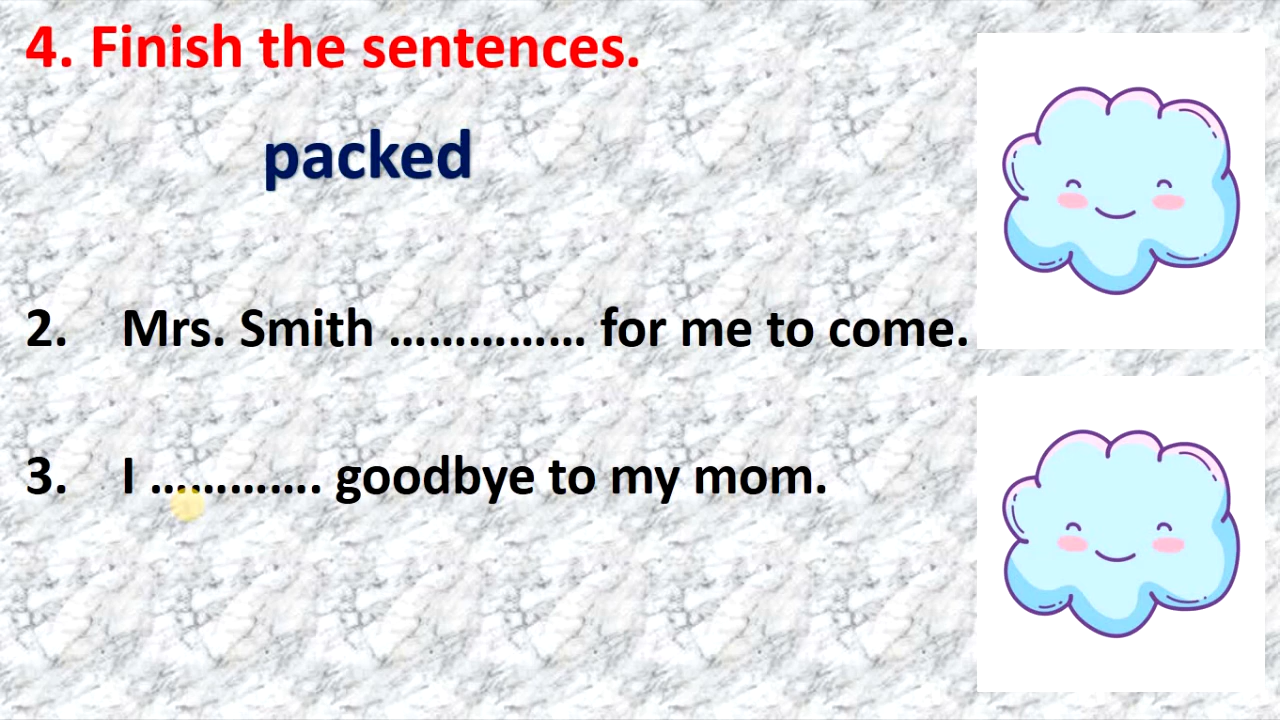 4. Finish the sentences.
packed
2. Mrs. Smith …………… for me to come.
3. I …………. goodbye to my mom.